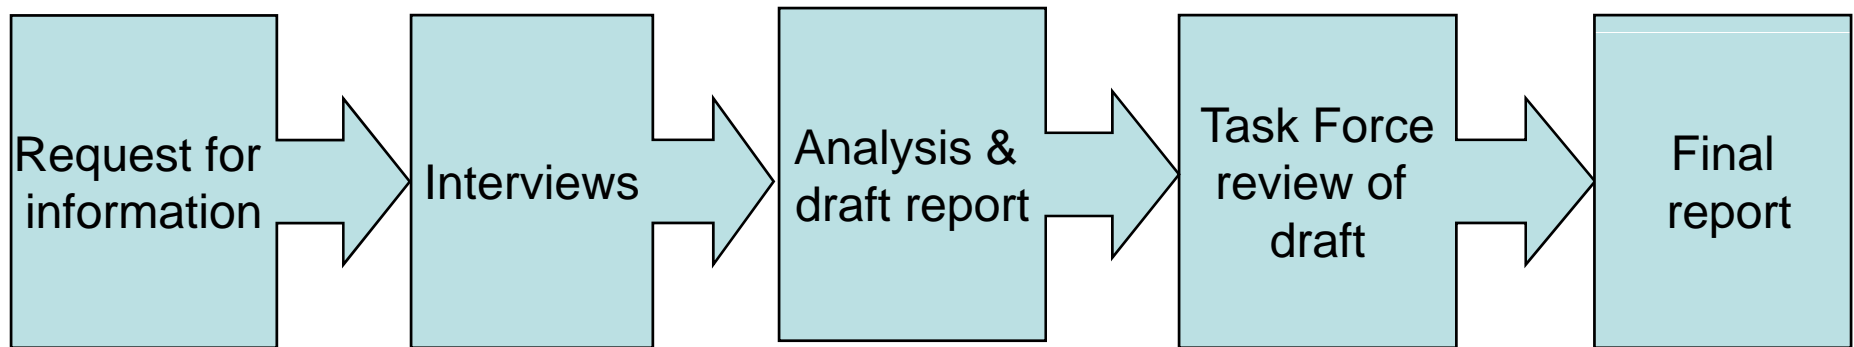 Request for
information
Interviews
Analysis &
draft report
Task Force
review of
draft
Final
report